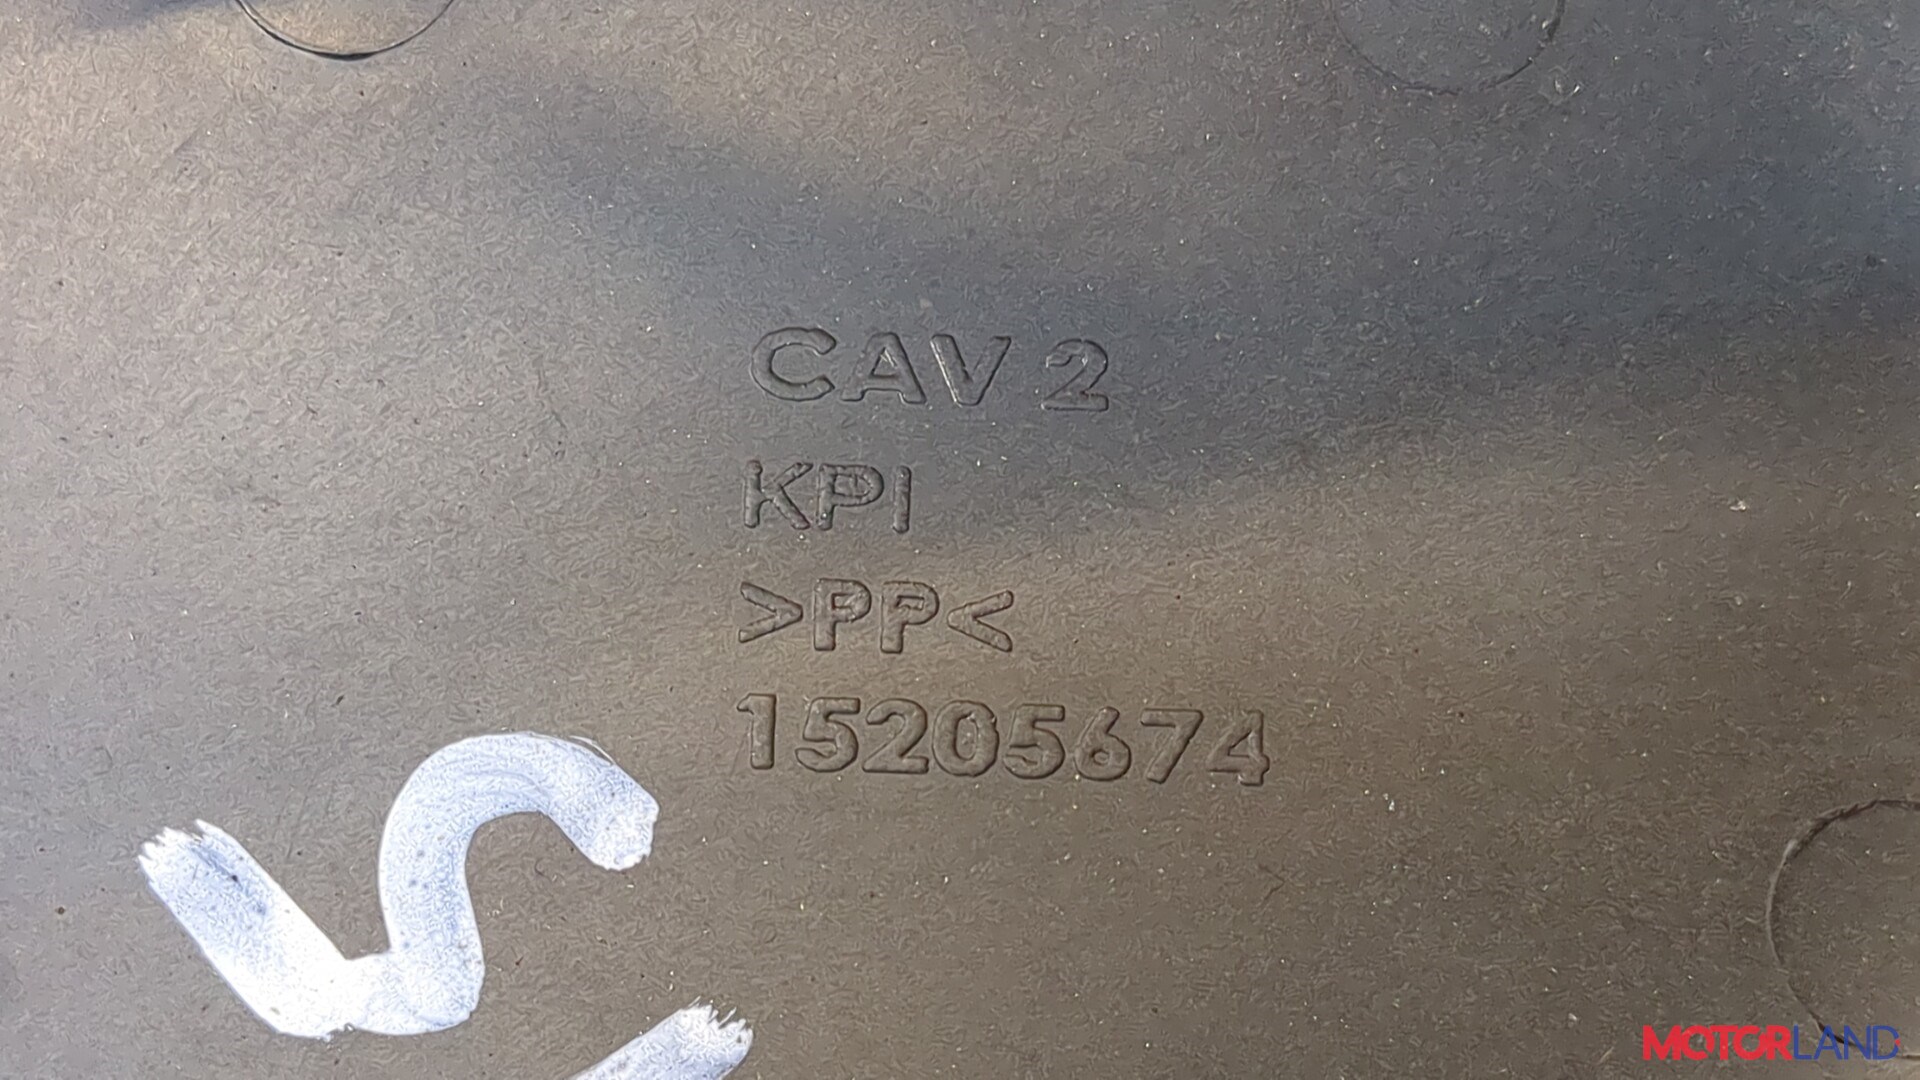 CAV 2
KPI
>PP<
15205674
MOTORLAND